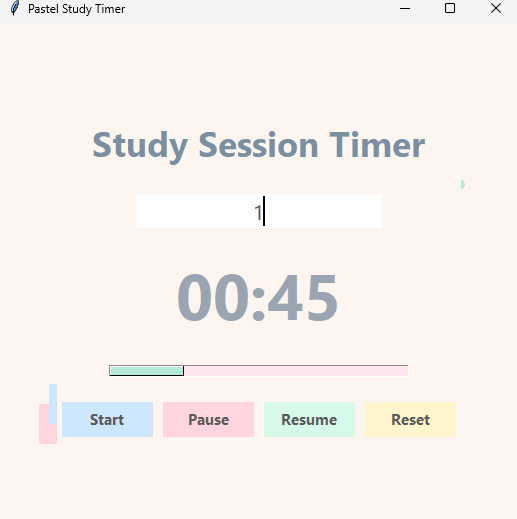 Pastel Study Timer
Study Session Timer
1
00:45
Start Pause Resume Reset